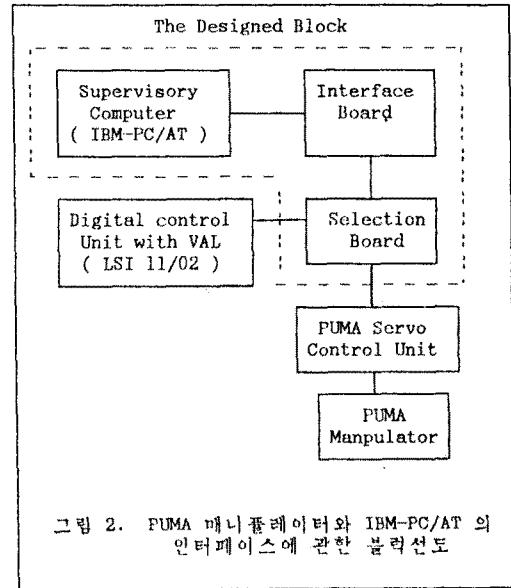 The Designed Block
Supervisory
Computer
( IBM-PC/AT )
Interface
Board
Digital control
Unit with VAL
( LSI 11/02 )
Selection
Board
PUMA Servo
Control Unit
PUMA
Manpulator
그림 2. PUMA 매니퓰레이터와 IBM-PC/AT 의
인터페이스에 관한 블럭선도